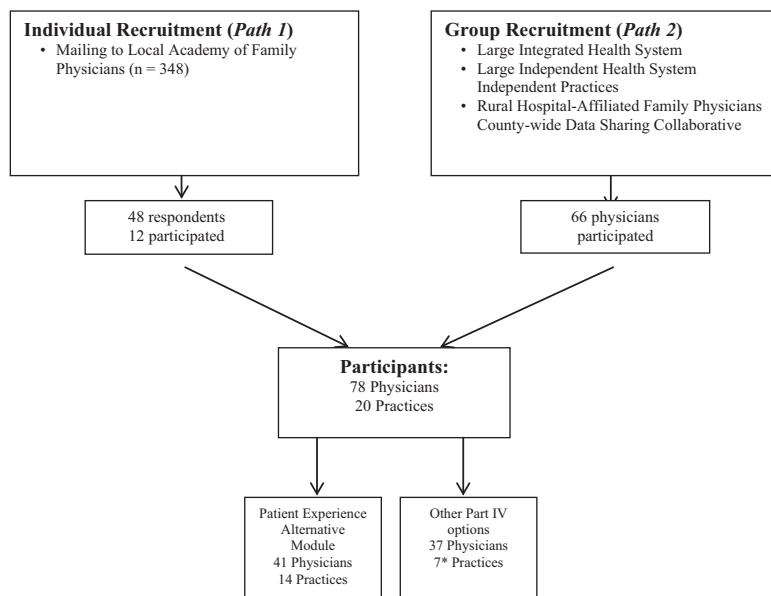 Individual Recruitment (Path 1)
• Mailing to Local Academy of Family
Physicians (n = 348)
Group Recruitment (Path 2)
• Large Integrated Health System
• Large Independent Health System
Independent Practices
• Rural Hospital-Affiliated Family Physicians
County-wide Data Sharing Collaborative
48 respondents
12 participated
66 physicians
participated
Participants:
78 Physicians
20 Practices
Patient Experience
Alternative
Module
41 Physicians
14 Practices
Other Part IV
options
37 Physicians
7* Practices